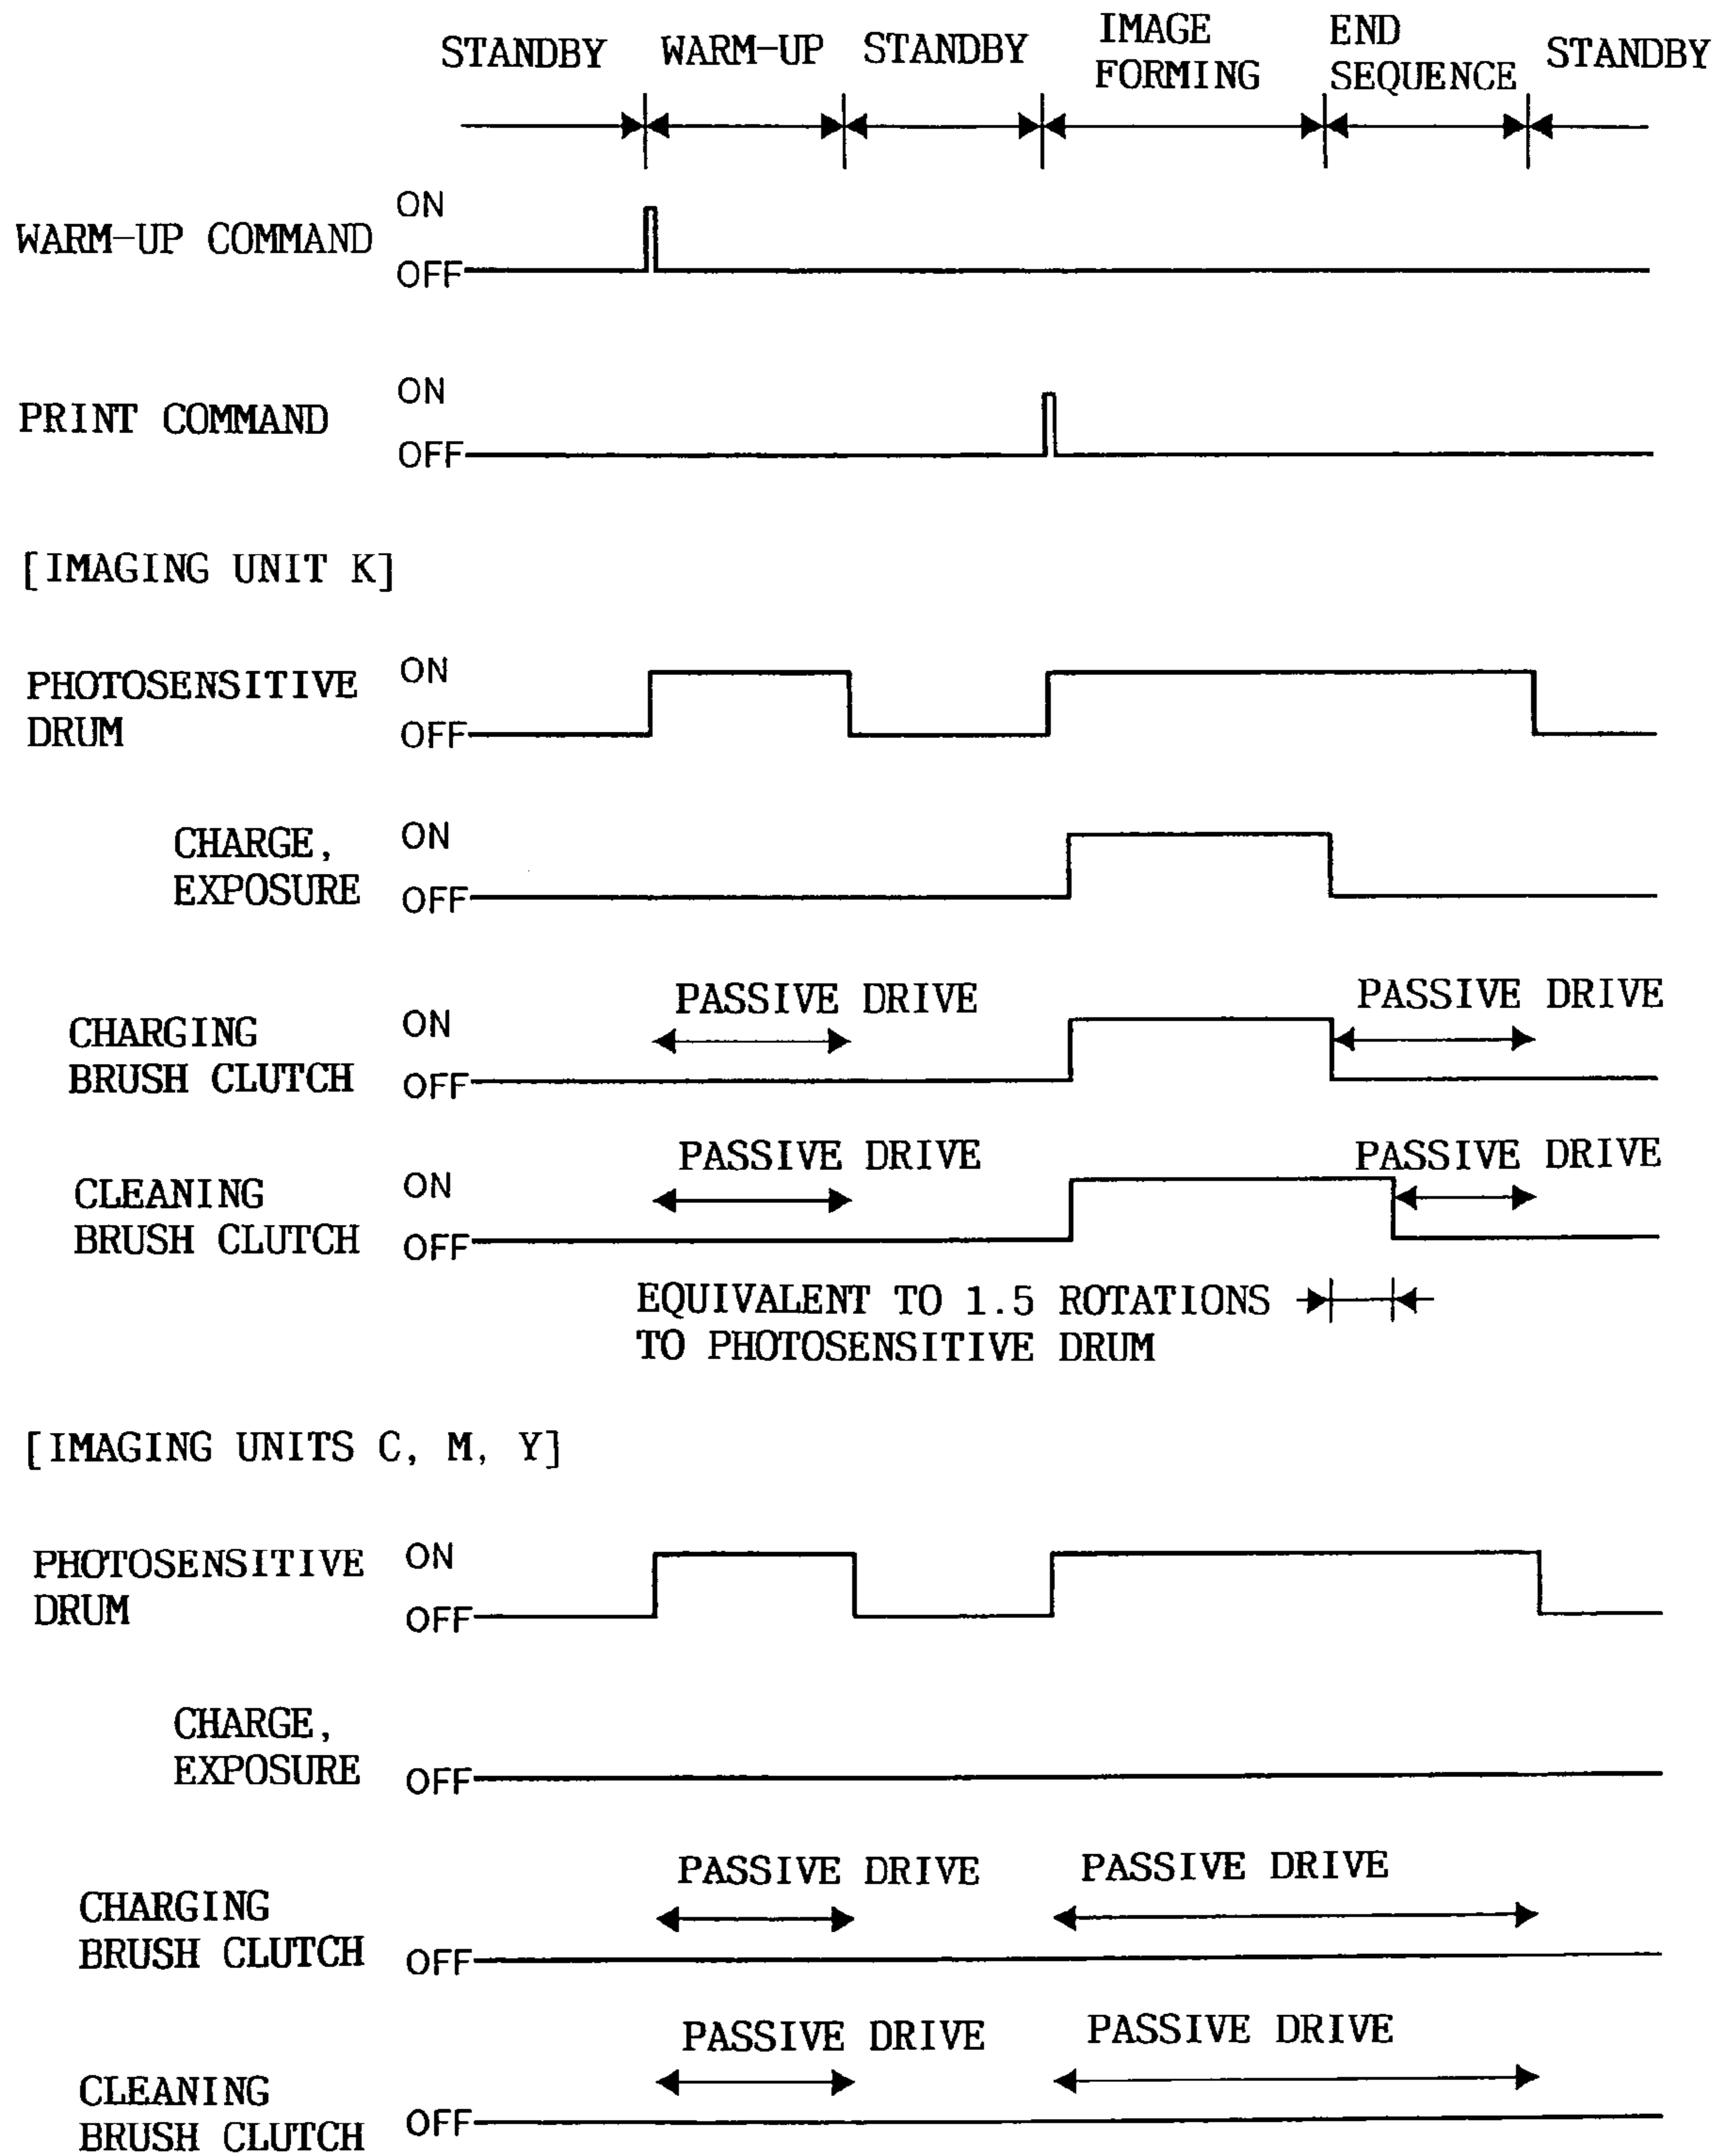 STANDBY WARM-UP STANDBY IMAGE FORMING END SEQUENCE STANDBY
WARM-UP COMMAND ON
OFF
PRINT COMMAND ON
OFF
[IMAGING UNIT K]
PHOTOSENSITIVE ON
DRUM OFF
CHARGE, ON
EXPOSURE OFF
PASSIVE DRIVE PASSIVE DRIVE
CHARGING ON
BRUSH CLUTCH OFF
PASSIVE DRIVE PASSIVE DRIVE
CLEANING ON
BRUSH CLUTCH OFF
EQUIVALENT TO 1.5 ROTATIONS
TO PHOTOSENSITIVE DRUM
[IMAGING UNITS C, M, Y]
PHOTOSENSITIVE ON
DRUM OFF
CHARGE,
EXPOSURE OFF
PASSIVE DRIVE PASSIVE DRIVE
CHARGING
BRUSH CLUTCH OFF
PASSIVE DRIVE PASSIVE DRIVE
CLEANING
BRUSH CLUTCH OFF